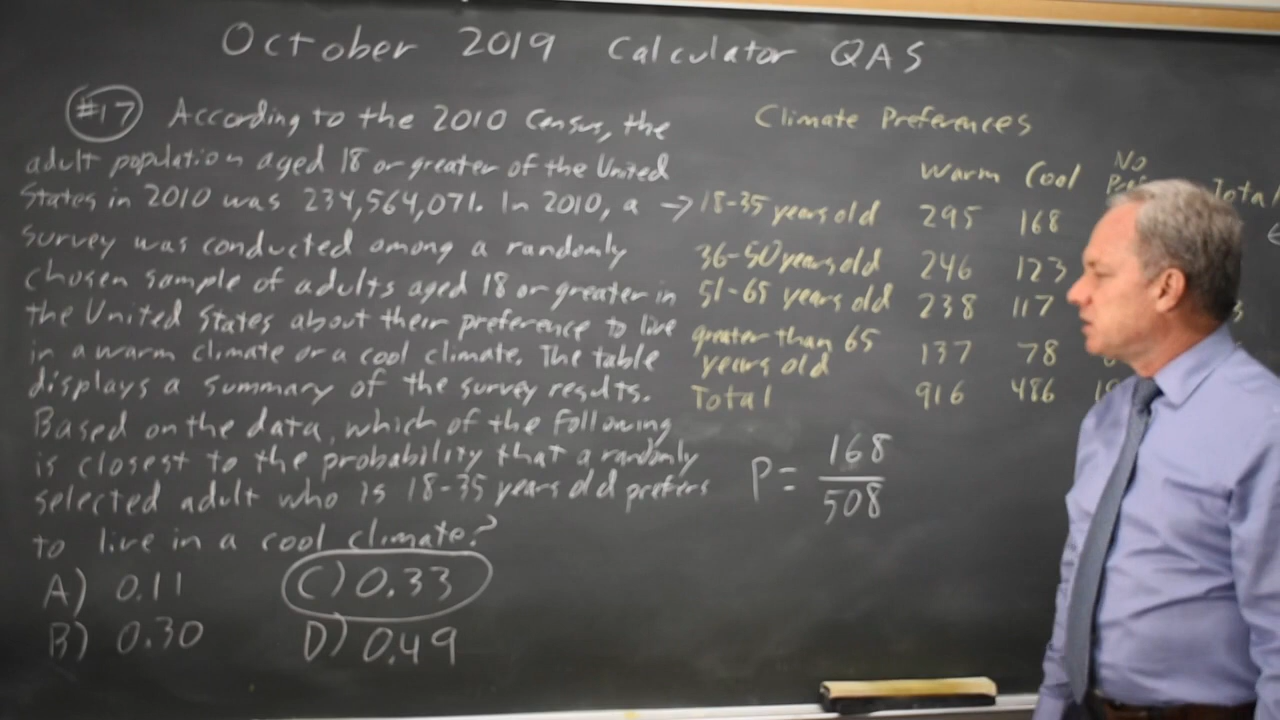 October 2019 Calculator QAS
#17 According to the 2010 Census, the
adult population aged 18 or greater of the United
States in 2010 was 234,564,071. In 2010, a
survey was conducted among a randomly
chosen sample of adults aged 18 or greater in
the United States about their preference to live
in a warm climate or a cool climate. The table
displays a summary of the survey results.
Based on the data, which of the following
is closest to the probability that a randomly
selected adult who is 18-35 years old prefers
to live in a cool climate?
A) 0.11 C) 0.33
B) 0.30 D) 0.49
Climate Preferences
Warm Cool No Total
→ 18-35 years old 295 168
36-50 years old 246 123
51-65 years old 238 117
greater than 65
years old 137 78
Total 916 486
P = 168
508